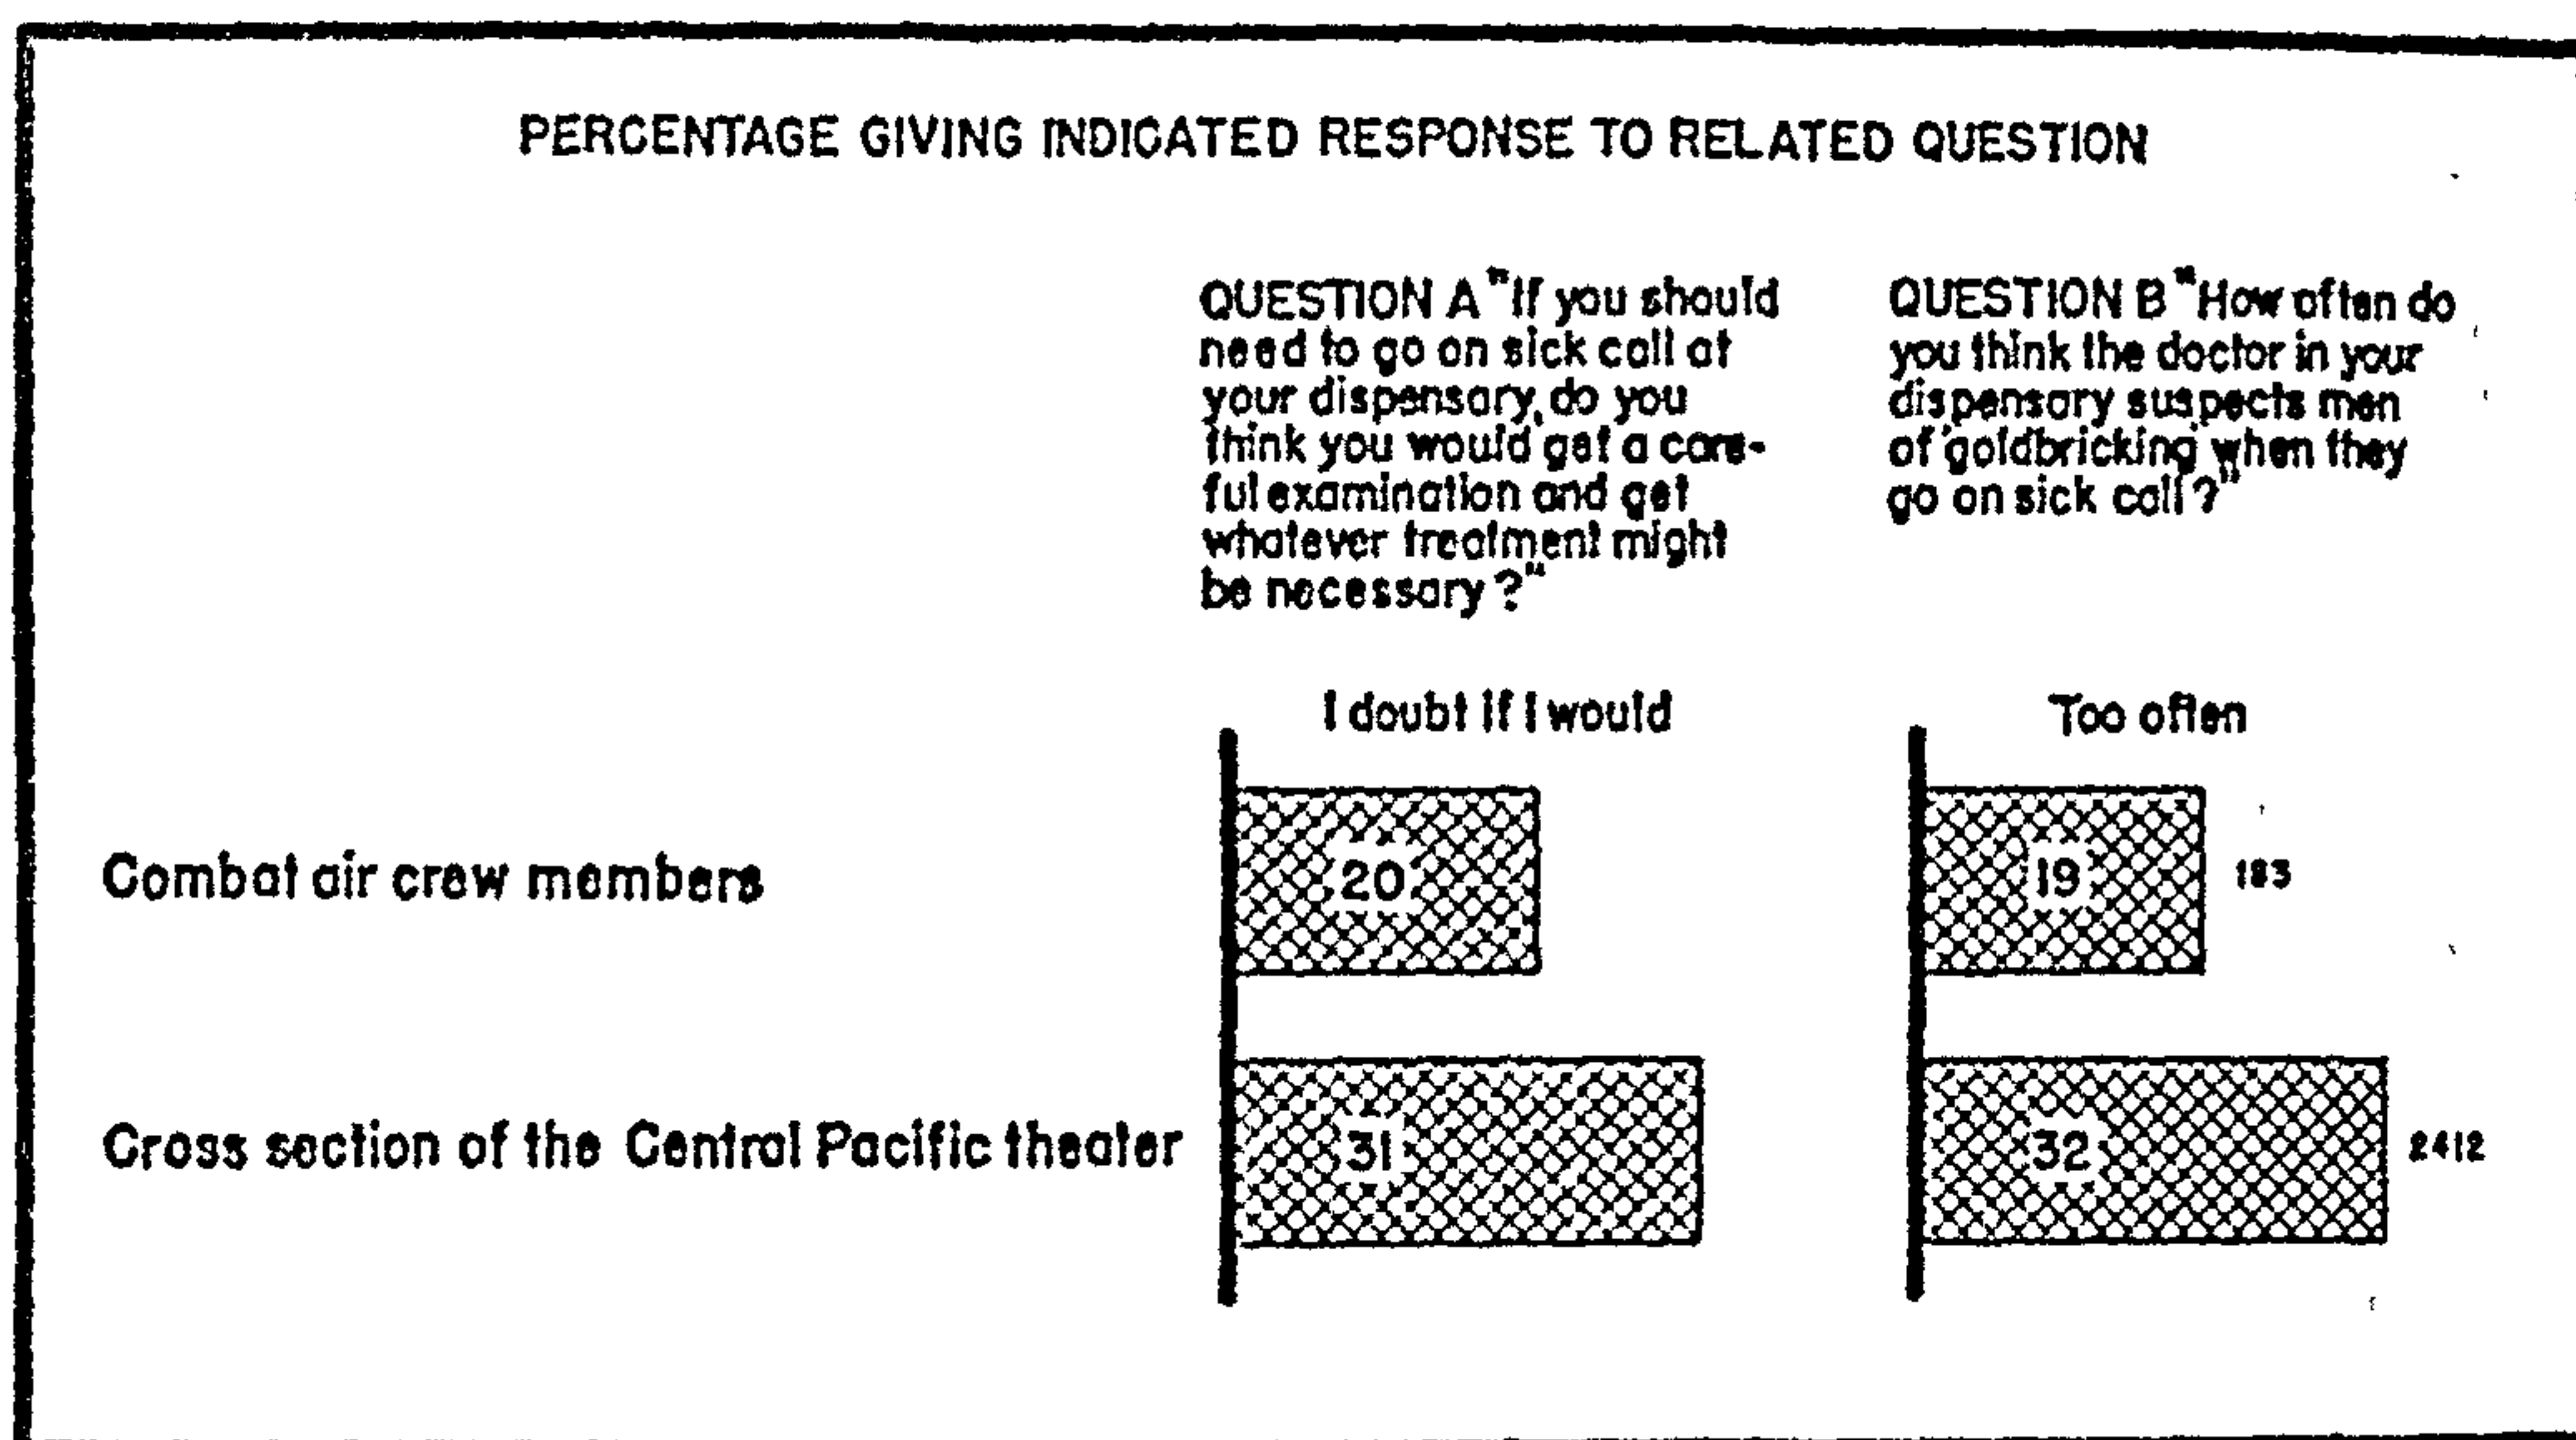 PERCENTAGE GIVING INDICATED RESPONSE TO RELATED QUESTION
QUESTION A "If you should
need to go on sick call at
your dispensary, do you
think you would get a care-
ful examination and get
whatever treatment might
be necessary?"
QUESTION B "How often do
you think the doctor in your
dispensary suspects men
of 'goldbricking' when they
go on sick call?"
I doubt if I would
Too often
Combat air crew members
20
19
183
Cross section of the Central Pacific theater
31
32
2412